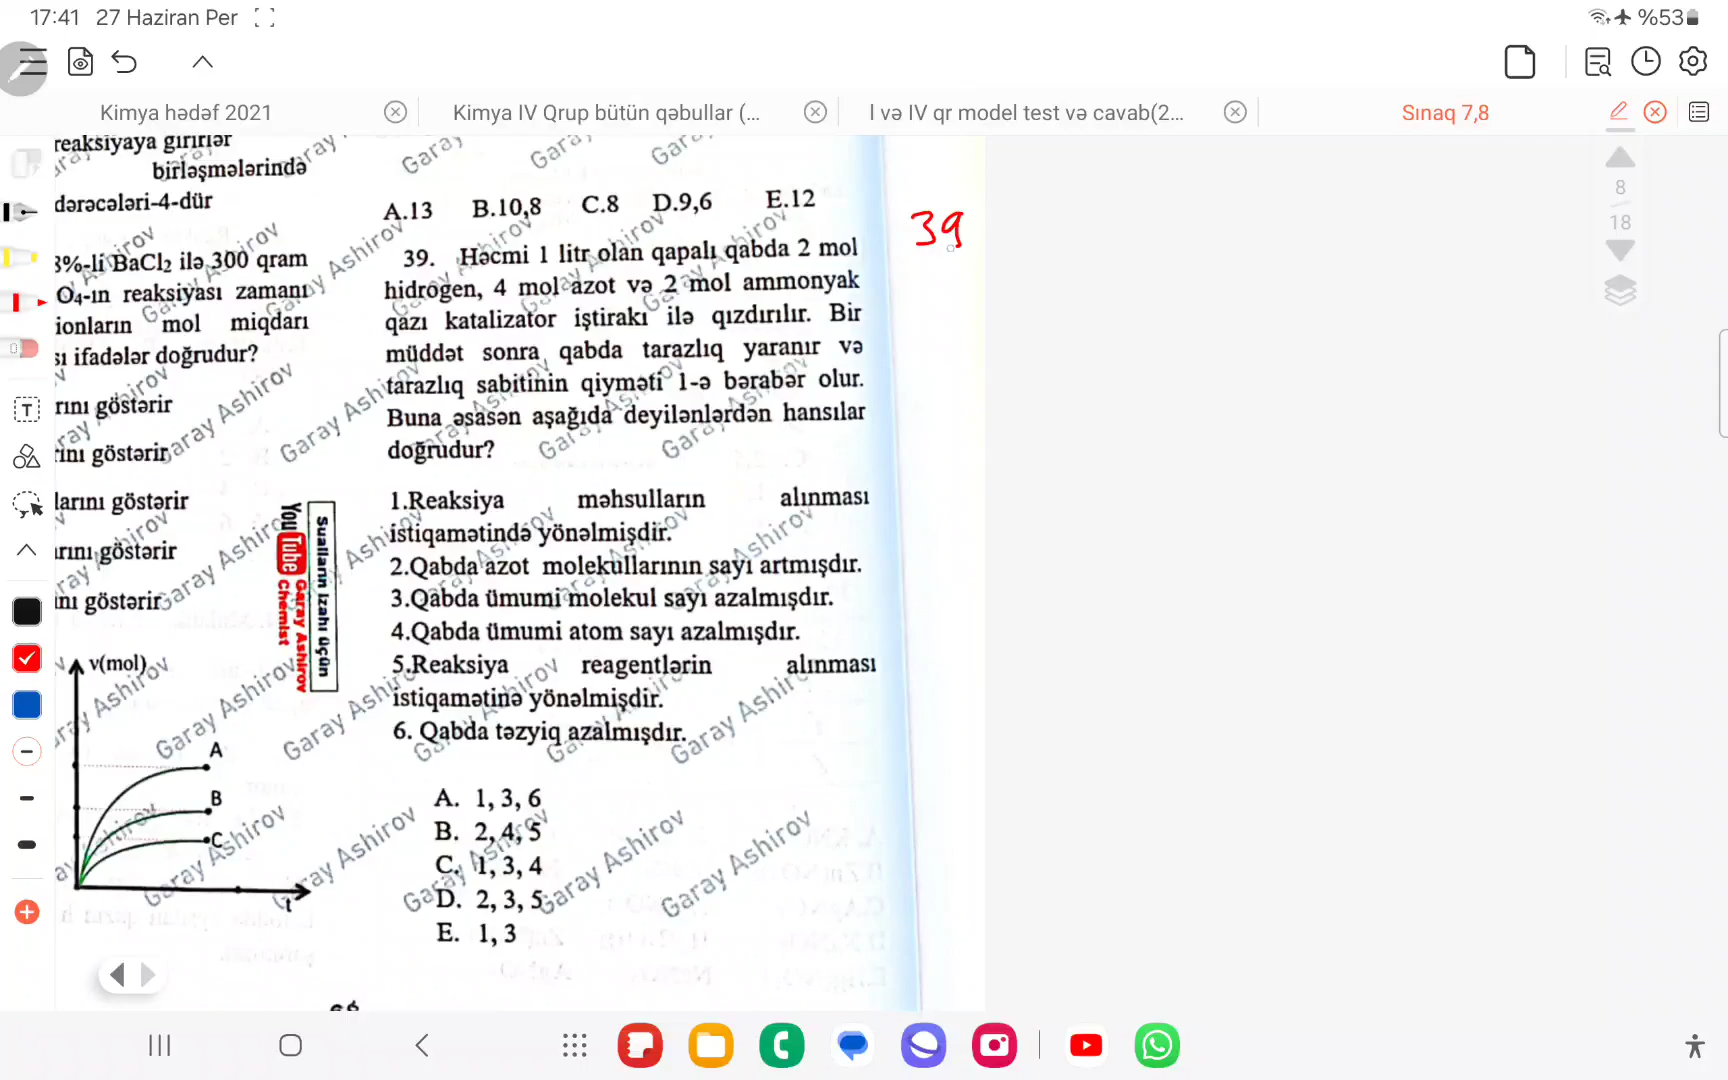 17:41 27 Haziran Per
%53
Kimya hədəf 2021
Kimya IV Qrup bütün qəbullar (...
I və IV qr model test və cavab(2...
Sınaq 7,8
8
18
reaksiyaya girirlər
birləşmələrində
dərəcələri-4-dür
8%-li BaCl₂ ilə 300 qram
O₄-ın reaksiyası zamanı
ionların mol miqdarı
sı ifadələr doğrudur?
rını göstərir
rını göstərir
larını göstərir
arını göstərir
nı göstərir
Sualların izahı üçün
YouTube Garay Ashirov
Chemist
ν(mol)
A
B
C
t
A.13 B.10,8 C.8 D.9,6 E.12
39
39. Həcmi 1 litr olan qapalı qabda 2 mol
hidrogen, 4 mol azot və 2 mol ammonyak
qazı katalizator iştirakı ilə qızdırılır. Bir
müddət sonra qabda tarazlıq yaranır və
tarazlıq sabitinin qiyməti 1-ə bərabər olur.
Buna əsasən aşağıda deyilənlərdən hansılar
doğrudur?
1.Reaksiya məhsulların alınması
istiqamətində yönəlmişdir.
2.Qabda azot molekullarının sayı artmışdır.
3.Qabda ümumi molekul sayı azalmışdır.
4.Qabda ümumi atom sayı azalmışdır.
5.Reaksiya reagentlərin alınması
istiqamətinə yönəlmişdir.
6. Qabda təzyiq azalmışdır.
A. 1, 3, 6
B. 2, 4, 5
C. 1, 3, 4
D. 2, 3, 5
E. 1, 3
Garay Ashirov